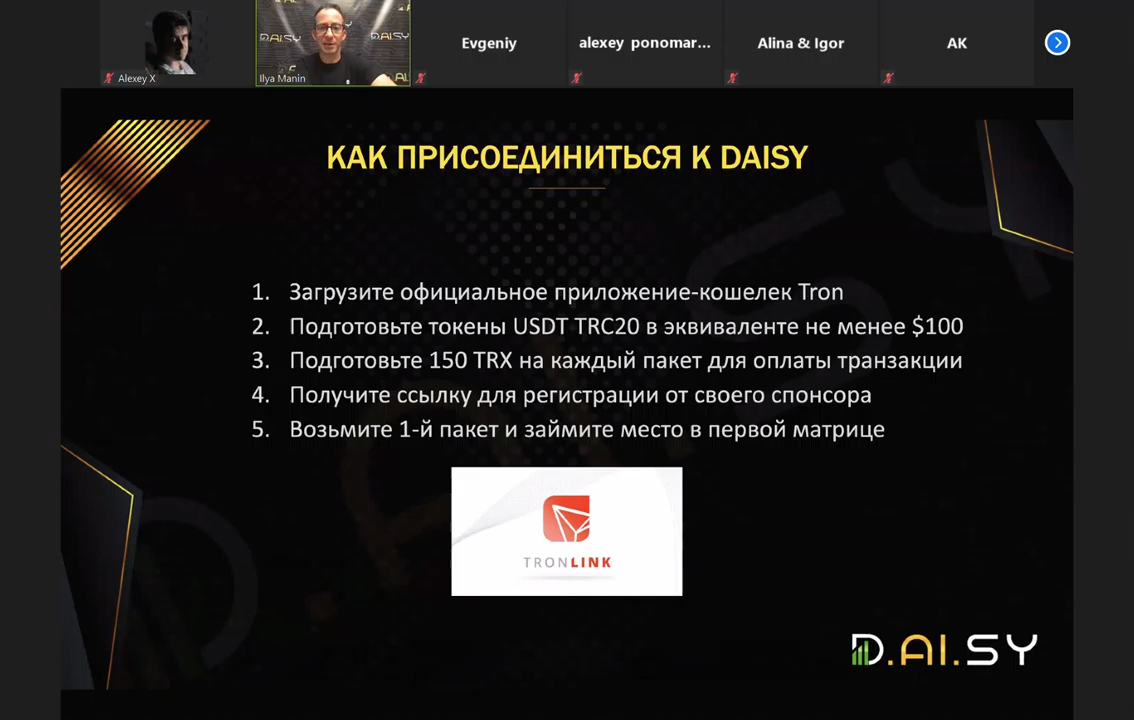 Evgeniy
alexey ponomar...
Alina & Igor
AK
Alexey X
Ilya Manin
КАК ПРИСОЕДИНИТЬСЯ К DAISY
1. Загрузите официальное приложение-кошелек Tron
2. Подготовьте токены USDT TRC20 в эквиваленте не менее $100
3. Подготовьте 150 TRX на каждый пакет для оплаты транзакции
4. Получите ссылку для регистрации от своего спонсора
5. Возьмите 1-й пакет и займите место в первой матрице
TRONLINK
D.AI.SY